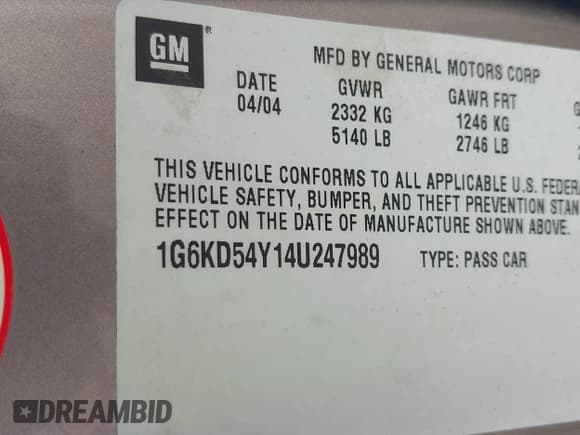 GM ®
MFD BY GENERAL MOTORS CORP
DATE GVWR GAWR FRT G
04/04 2332 KG 1246 KG
5140 LB 2746 LB
THIS VEHICLE CONFORMS TO ALL APPLICABLE U.S. FEDERA
VEHICLE SAFETY, BUMPER, AND THEFT PREVENTION STAN
EFFECT ON THE DATE OF MANUFACTURE SHOWN ABOVE.
1G6KD54Y14U247989 TYPE: PASS CAR
DREAMBID